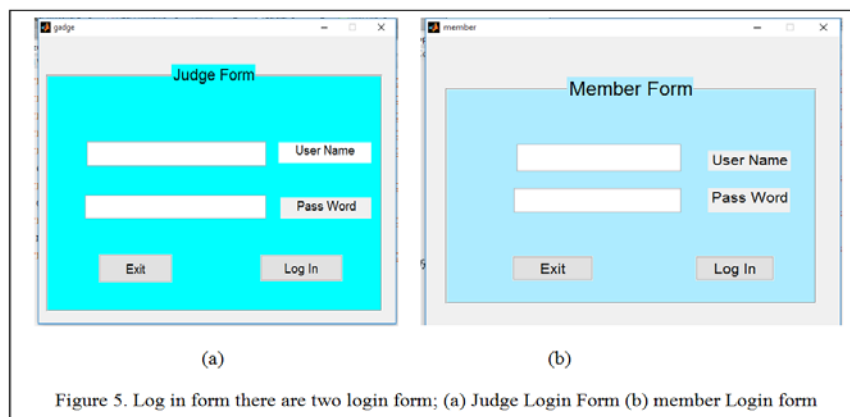 gadge
Judge Form
User Name
Pass Word
Exit Log In
member
Member Form
User Name
Pass Word
Exit Log In
(a) (b)
Figure 5. Log in form there are two login form; (a) Judge Login Form (b) member Login form